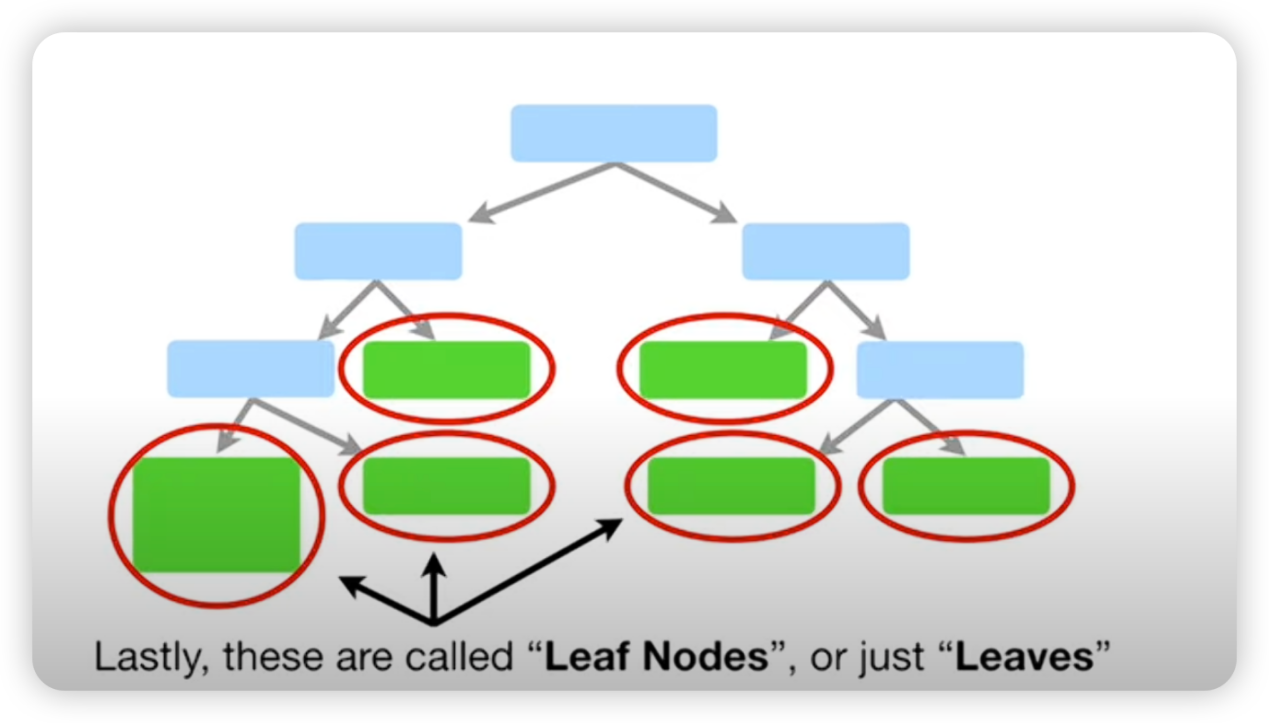 Lastly, these are called “Leaf Nodes”, or just “Leaves”